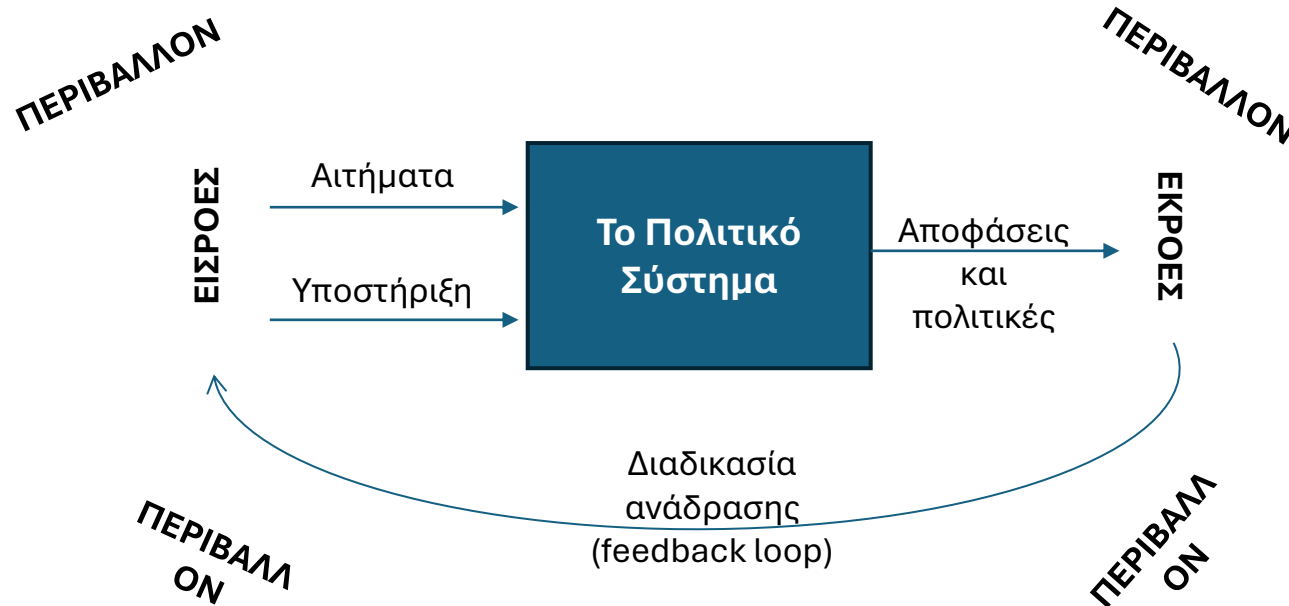 ΠΕΡΙΒΑΛΛΟΝ
ΠΕΡΙΒΑΛΛΟΝ
ΕΙΣΡΟΕΣ
Αιτήματα
Υποστήριξη
Το Πολιτικό
Σύστημα
Αποφάσεις
και
πολιτικές
ΕΚΡΟΕΣ
Διαδικασία
ανάδρασης
(feedback loop)
ΠΕΡΙΒΑΛΛ
ΟΝ
ΠΕΡΙΒΑΛΛ
ΟΝ